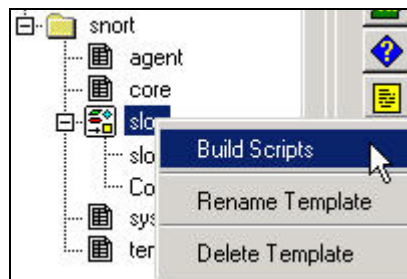 snort
agent
core
slo
Build Scripts
slo
Co
Rename Template
sys
ter
Delete Template